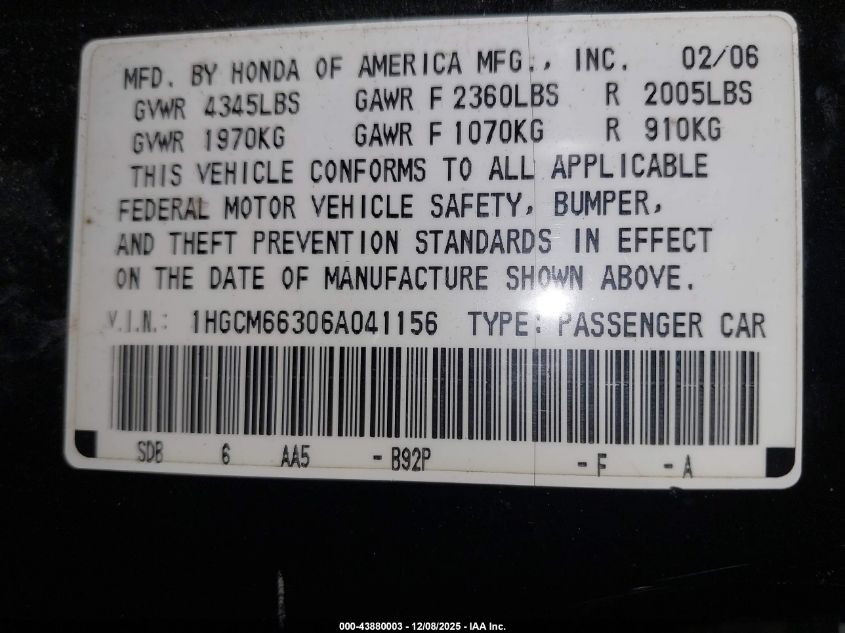 MFD. BY HONDA OF AMERICA MFG., INC. 02/06
GVWR 4345LBS GAWR F 2360LBS R 2005LBS
GVWR 1970KG GAWR F 1070KG R 910KG
THIS VEHICLE CONFORMS TO ALL APPLICABLE
FEDERAL MOTOR VEHICLE SAFETY, BUMPER,
AND THEFT PREVENTION STANDARDS IN EFFECT
ON THE DATE OF MANUFACTURE SHOWN ABOVE.
V.I.N.: 1HGCM66306A041156 TYPE: PASSENGER CAR
SDB 6 AA5 - B92P - F - A
000-43880003 - 12/08/2025 - IAA Inc.